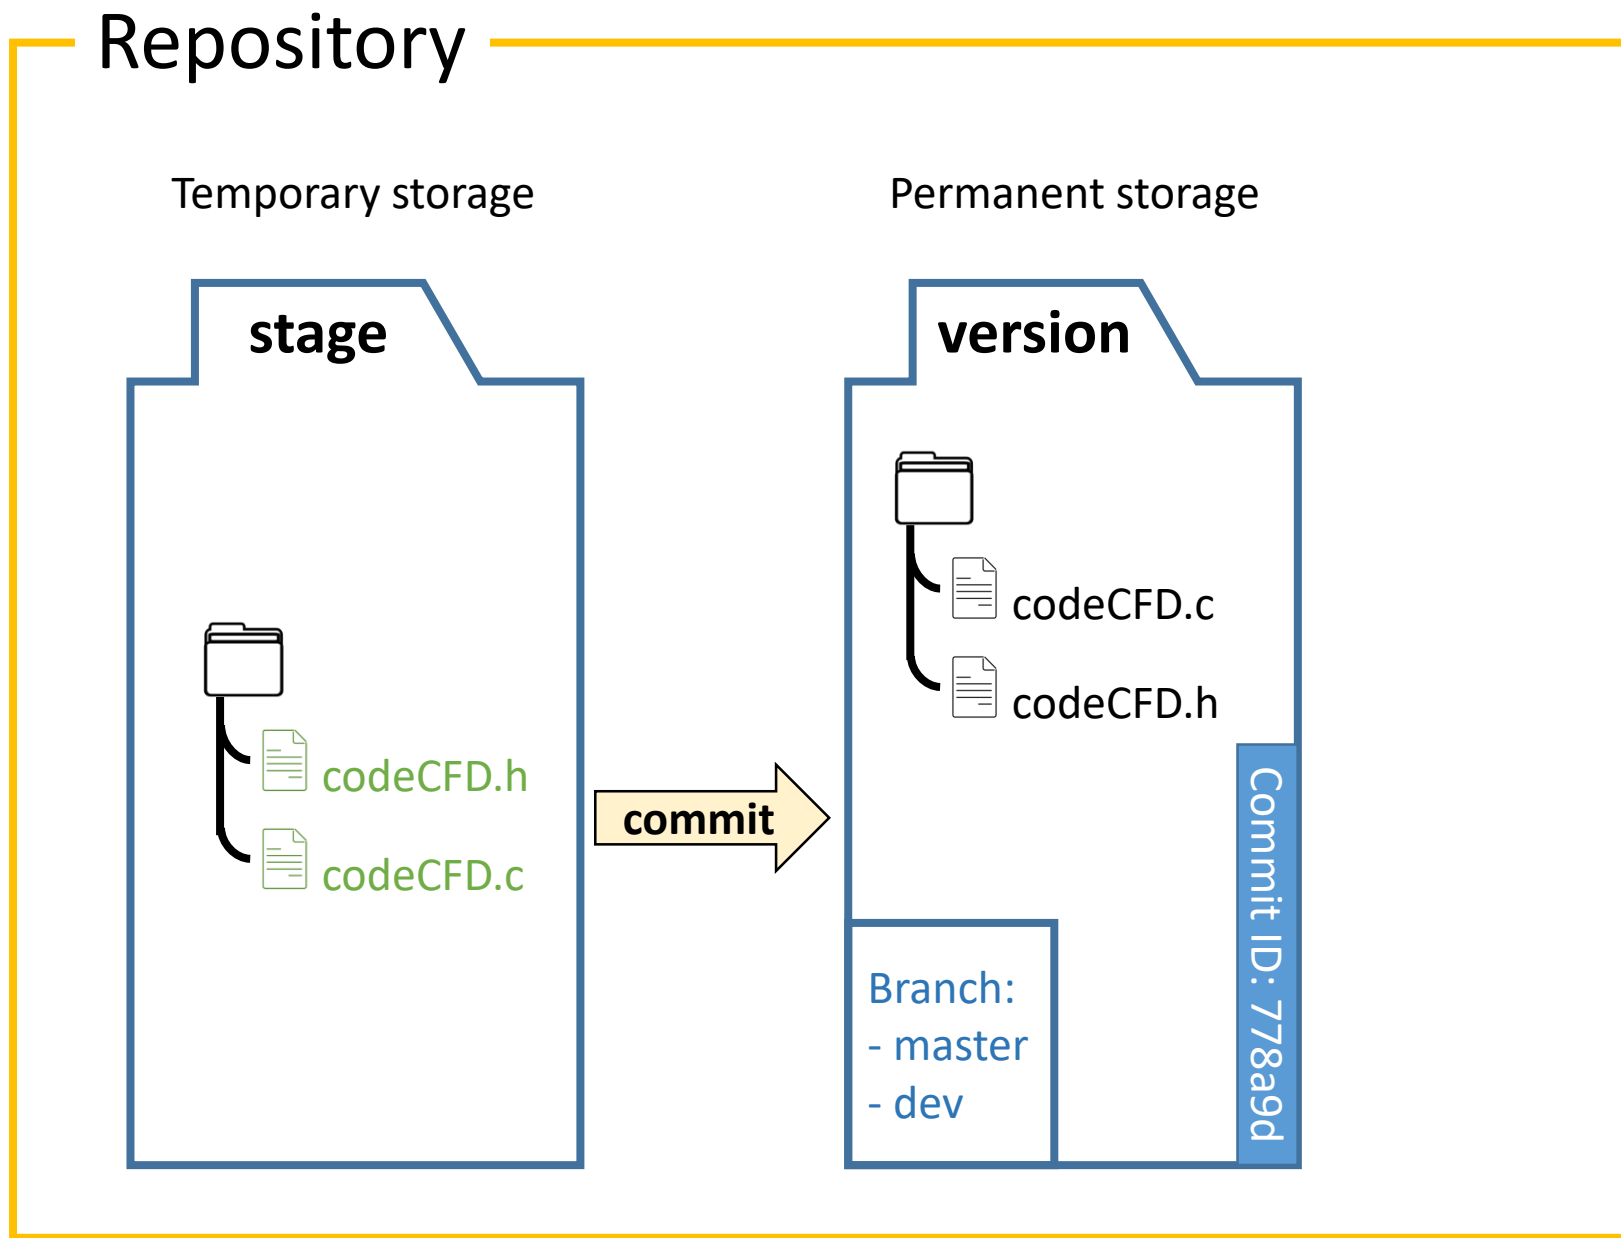 Repository
Temporary storage
Permanent storage
stage
version
codeCFD.c
codeCFD.h
codeCFD.h
codeCFD.c
commit
Commit ID: 778a9d
Branch:
- master
- dev